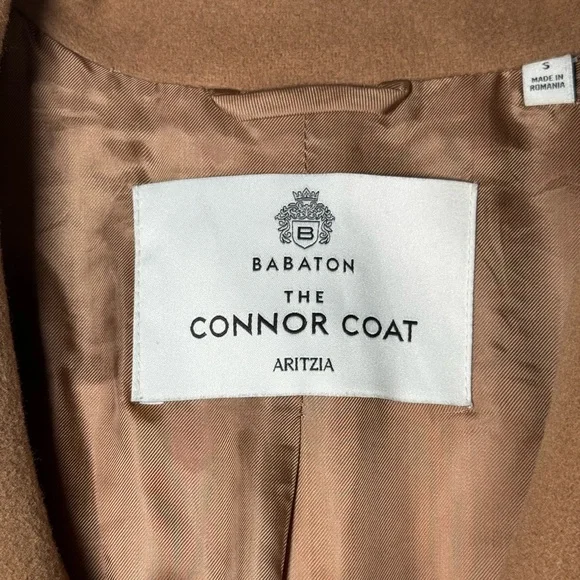 S
MADE IN
ROMANIA
B
BABATON
THE
CONNOR COAT
ARITZIA